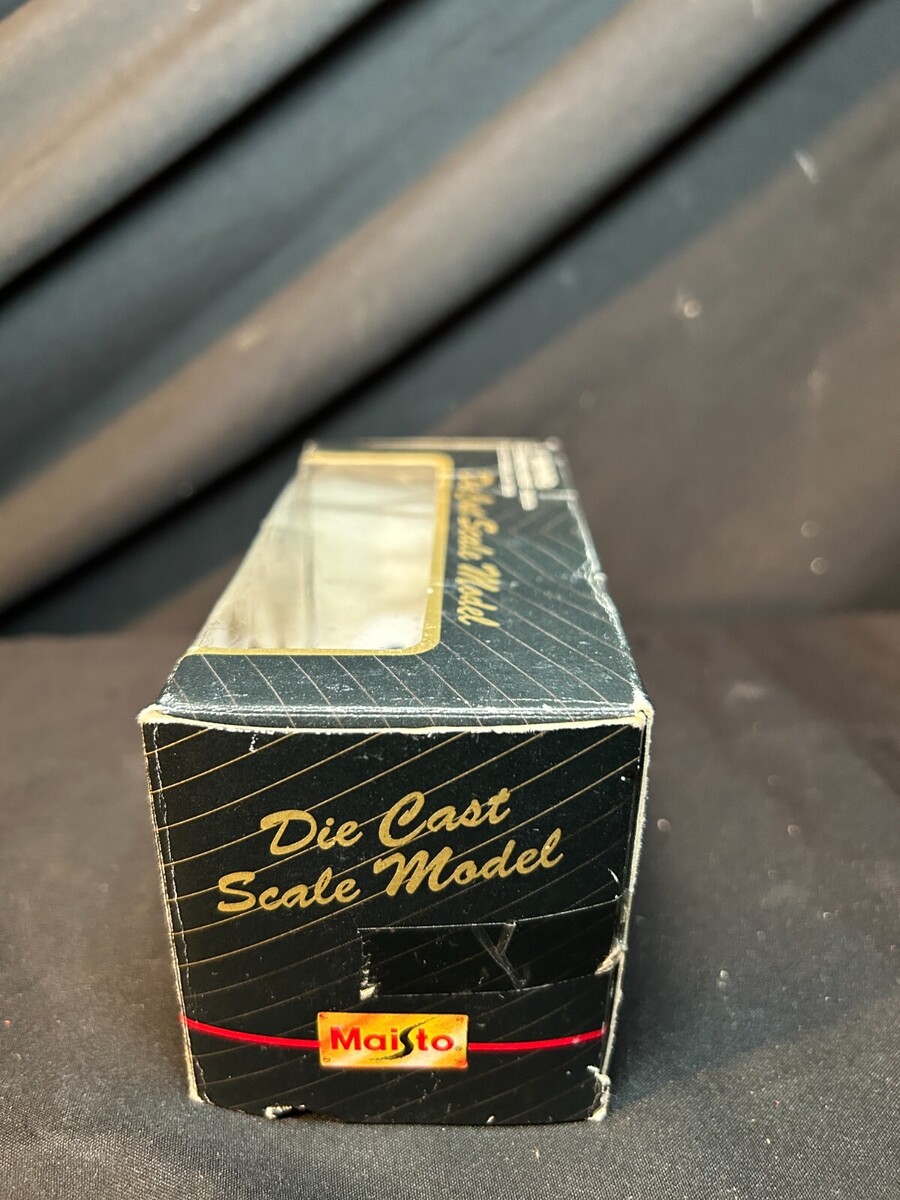 Die Cast Scale Model
Die Cast
Scale Model
Maisto